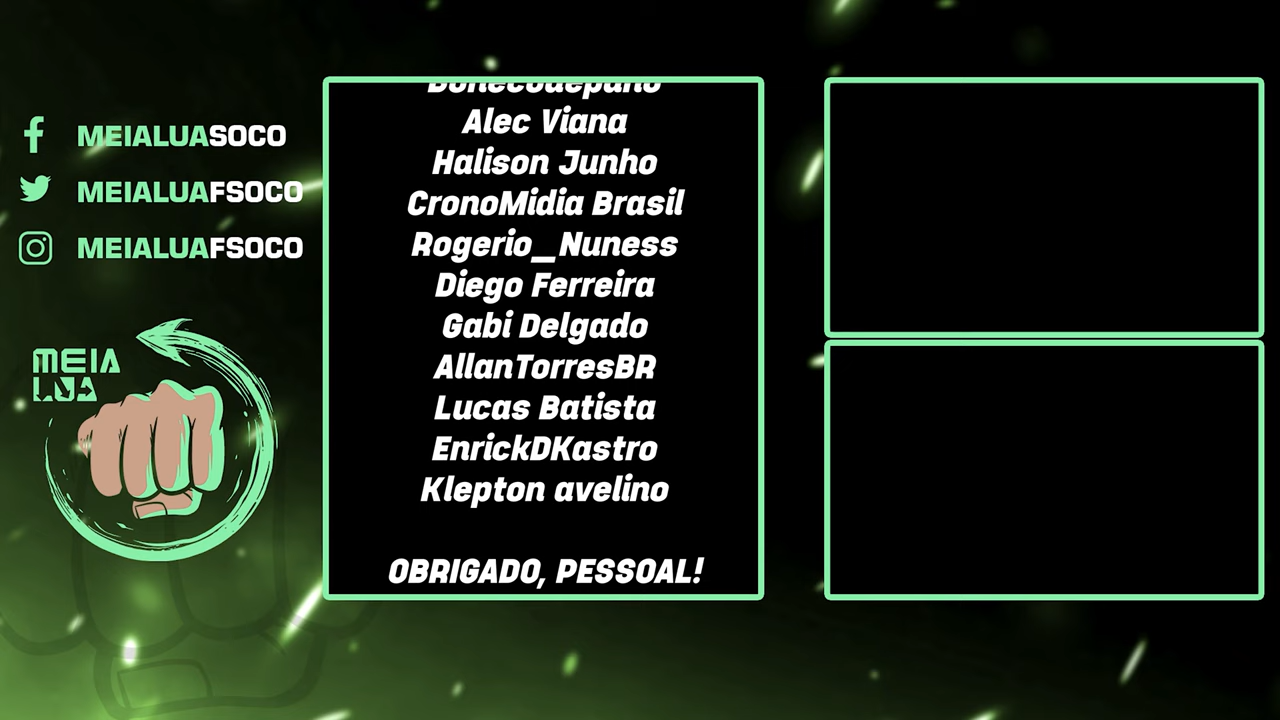 MEIALUASOCO
MEIALUAFSOCO
MEIALUAFSOCO
MEIA
LUA
Alec Viana
Halison Junho
CronoMidia Brasil
Rogerio_Nuness
Diego Ferreira
Gabi Delgado
AllanTorresBR
Lucas Batista
EnrickDKastro
Klepton avelino
OBRIGADO, PESSOAL!